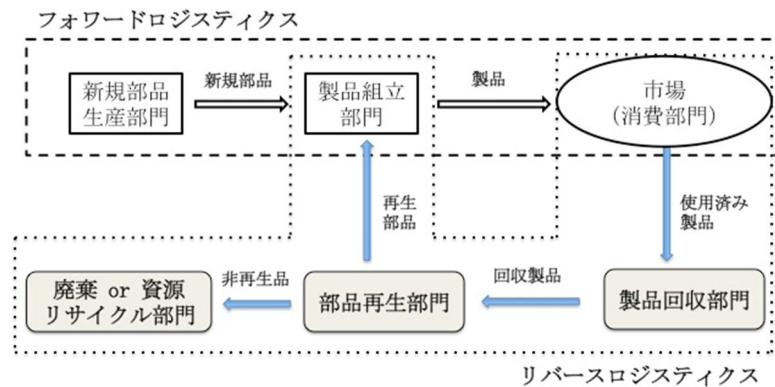 フォワードロジスティクス
新規部品
生産部門
新規部品
製品組立
部門
製品
市場
(消費部門)
再生
部品
使用済み
製品
廃棄 or 資源
リサイクル部門
非再生品
部品再生部門
回収製品
製品回収部門
リバースロジスティクス